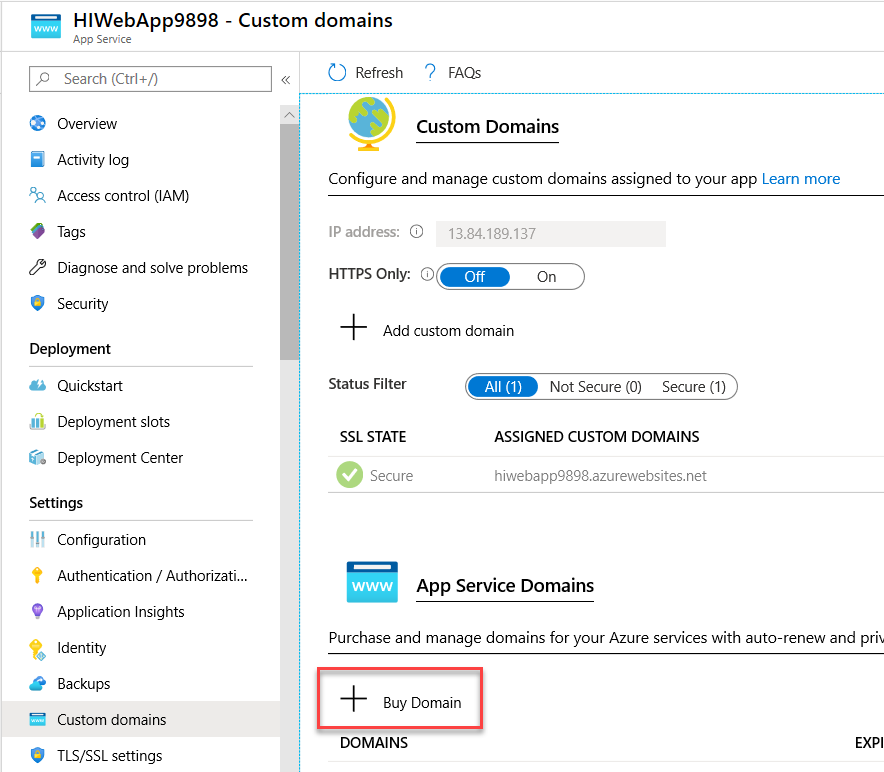 HIWebApp9898 - Custom domains
App Service
Search (Ctrl+/)
«
Overview
Activity log
Access control (IAM)
Tags
Diagnose and solve problems
Security
Deployment
Quickstart
Deployment slots
Deployment Center
Settings
Configuration
Authentication / Authorizati...
Application Insights
Identity
Backups
Custom domains
TLS/SSL settings
Refresh
? FAQs
Custom Domains
Configure and manage custom domains assigned to your app Learn more
IP address: 13.84.189.137
HTTPS Only: Off On
Add custom domain
Status Filter All (1) Not Secure (0) Secure (1)
SSL STATE ASSIGNED CUSTOM DOMAINS
Secure hiwebapp9898.azurewebsites.net
www App Service Domains
Purchase and manage domains for your Azure services with auto-renew and priv
Buy Domain
DOMAINS EXPI